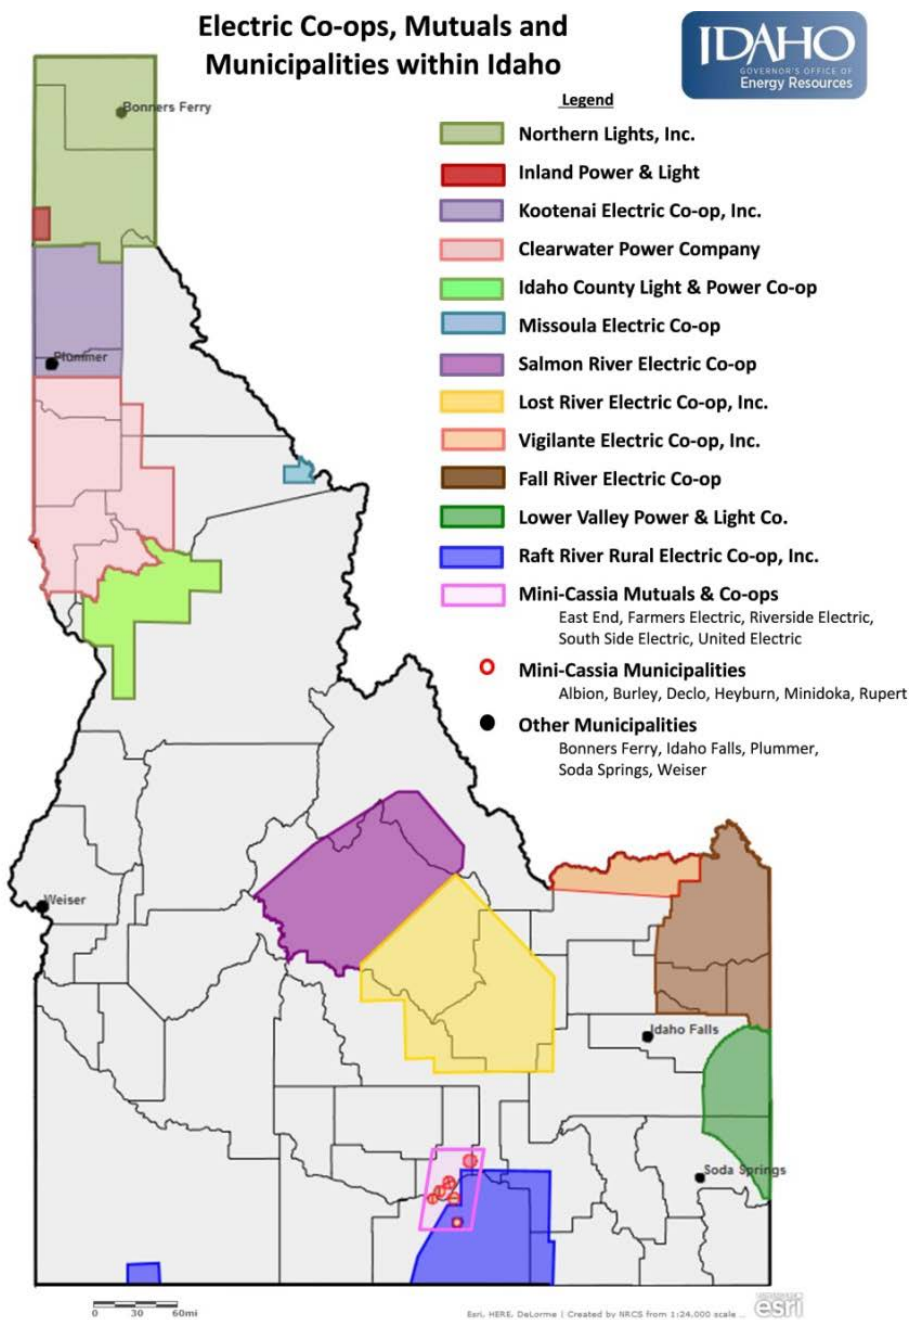 Electric Co-ops, Mutuals and
Municipalities within Idaho
IDAHO
GOVERNOR'S OFFICE OF
Energy Resources
Legend
Northern Lights, Inc.
Inland Power & Light
Kootenai Electric Co-op, Inc.
Clearwater Power Company
Idaho County Light & Power Co-op
Missoula Electric Co-op
Salmon River Electric Co-op
Lost River Electric Co-op, Inc.
Vigilante Electric Co-op, Inc.
Fall River Electric Co-op
Lower Valley Power & Light Co.
Raft River Rural Electric Co-op, Inc.
Mini-Cassia Mutuals & Co-ops
East End, Farmers Electric, Riverside Electric,
South Side Electric, United Electric
Mini-Cassia Municipalities
Albion, Burley, Declo, Heyburn, Minidoka, Rupert
Other Municipalities
Bonners Ferry, Idaho Falls, Plummer,
Soda Springs, Weiser
Bonners Ferry
Plummer
Weiser
Idaho Falls
Soda Springs
0 30 60mi
Esri, HERE, DeLorme | Created by NRCS from 1:24,000 scale ...
esri